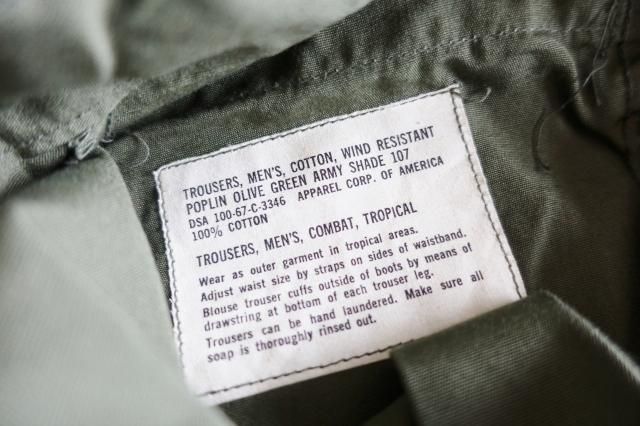 TROUSERS, MEN'S, COTTON, WIND RESISTANT
POPLIN OLIVE GREEN ARMY SHADE 107
DSA 100-67-C-3346 APPAREL CORP. OF AMERICA
100% COTTON
TROUSERS, MEN'S, COMBAT, TROPICAL
Wear as outer garment in tropical areas.
Adjust waist size by straps on sides of waistband.
Blouse trouser cuffs outside of boots by means of
drawstring at bottom of each trouser leg.
Trousers can be hand laundered. Make sure all
soap is thoroughly rinsed out.